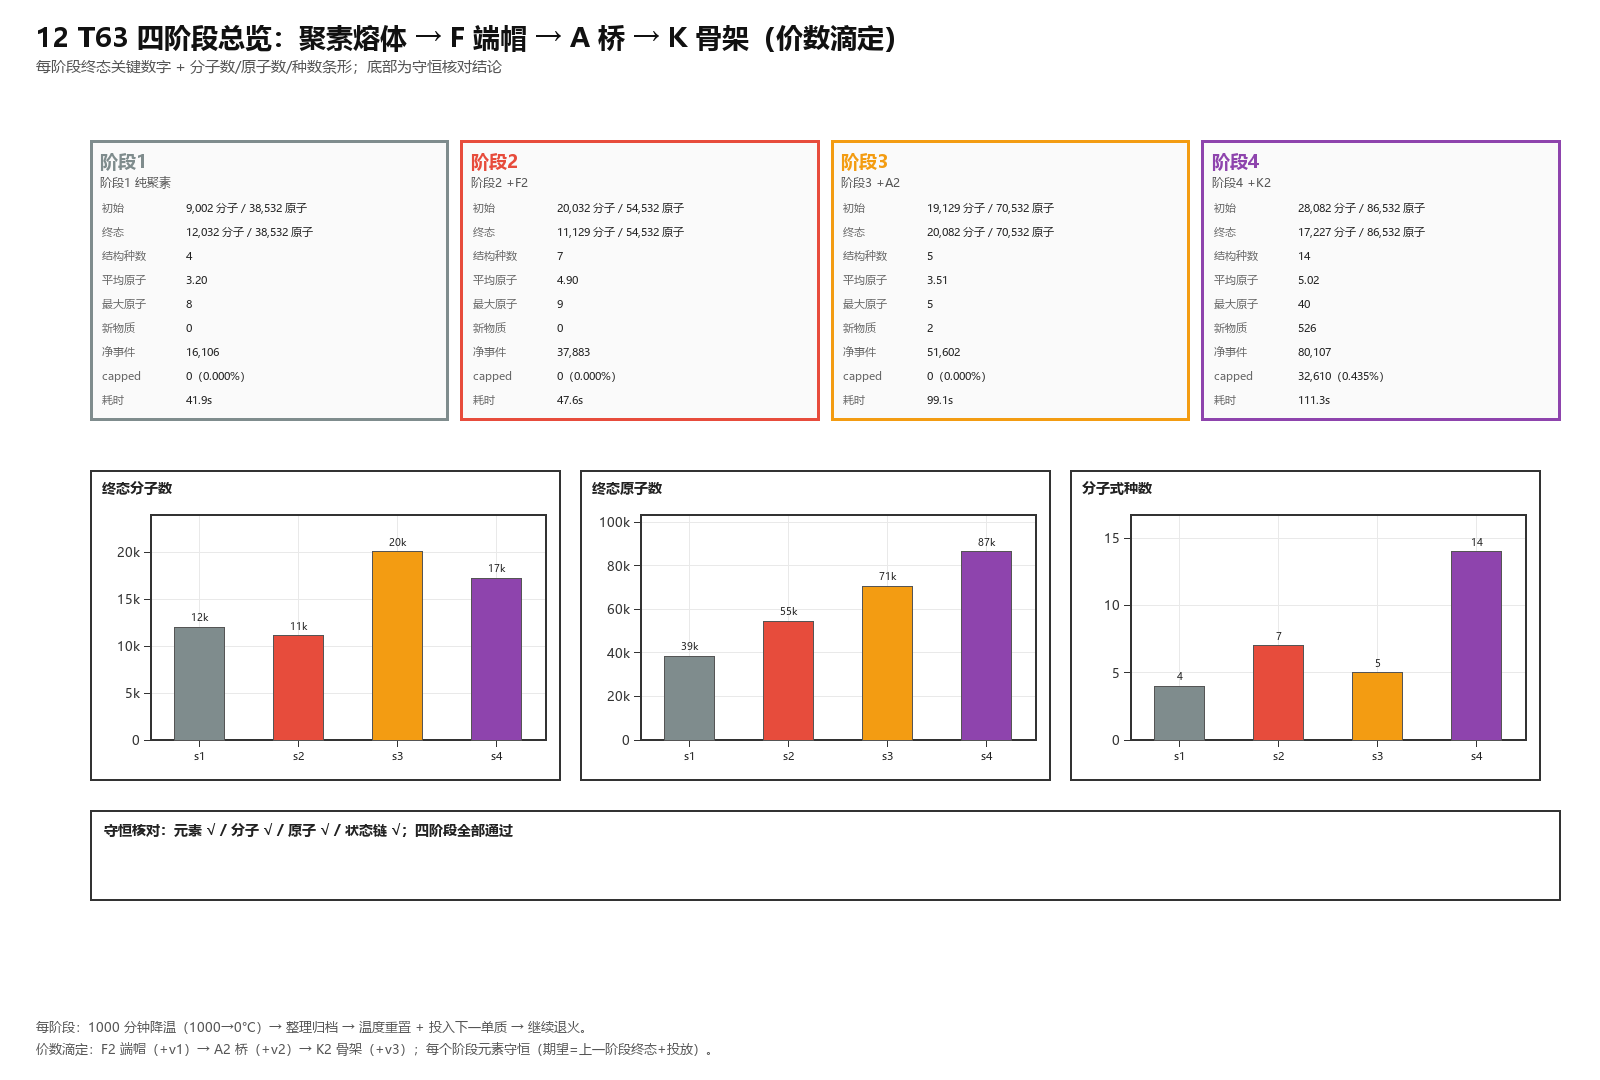 12 T63 四阶段总览：聚素熔体 → F 端帽 → A 桥 → K 骨架（价数滴定）
每阶段终态关键数字 + 分子数/原子数/种数条形；底部为守恒核对结论
阶段1
阶段1 纯聚素
初始 9,002 分子 / 38,532 原子
终态 12,032 分子 / 38,532 原子
结构种数 4
平均原子 3.20
最大原子 8
新物质 0
净事件 16,106
capped 0（0.000%）
耗时 41.9s
阶段2
阶段2 +F2
初始 20,032 分子 / 54,532 原子
终态 11,129 分子 / 54,532 原子
结构种数 7
平均原子 4.90
最大原子 9
新物质 0
净事件 37,883
capped 0（0.000%）
耗时 47.6s
阶段3
阶段3 +A2
初始 19,129 分子 / 70,532 原子
终态 20,082 分子 / 70,532 原子
结构种数 5
平均原子 3.51
最大原子 5
新物质 2
净事件 51,602
capped 0（0.000%）
耗时 99.1s
阶段4
阶段4 +K2
初始 28,082 分子 / 86,532 原子
终态 17,227 分子 / 86,532 原子
结构种数 14
平均原子 5.02
最大原子 40
新物质 526
净事件 80,107
capped 32,610（0.435%）
耗时 111.3s
终态分子数
20k
15k
10k
5k
0
12k
11k
20k
17k
s1 s2 s3 s4
终态原子数
100k
80k
60k
40k
20k
0
39k
55k
71k
87k
s1 s2 s3 s4
分子式种数
15
10
5
0
4
7
5
14
s1 s2 s3 s4
守恒核对：元素 √ / 分子 √ / 原子 √ / 状态链 √；四阶段全部通过
每阶段：1000 分钟降温（1000→0°C）→ 整理归档 → 温度重置 + 投入下一单质 → 继续退火。
价数滴定：F2 端帽（+v1）→ A2 桥（+v2）→ K2 骨架（+v3）；每个阶段元素守恒（期望=上一阶段终态+投放）。